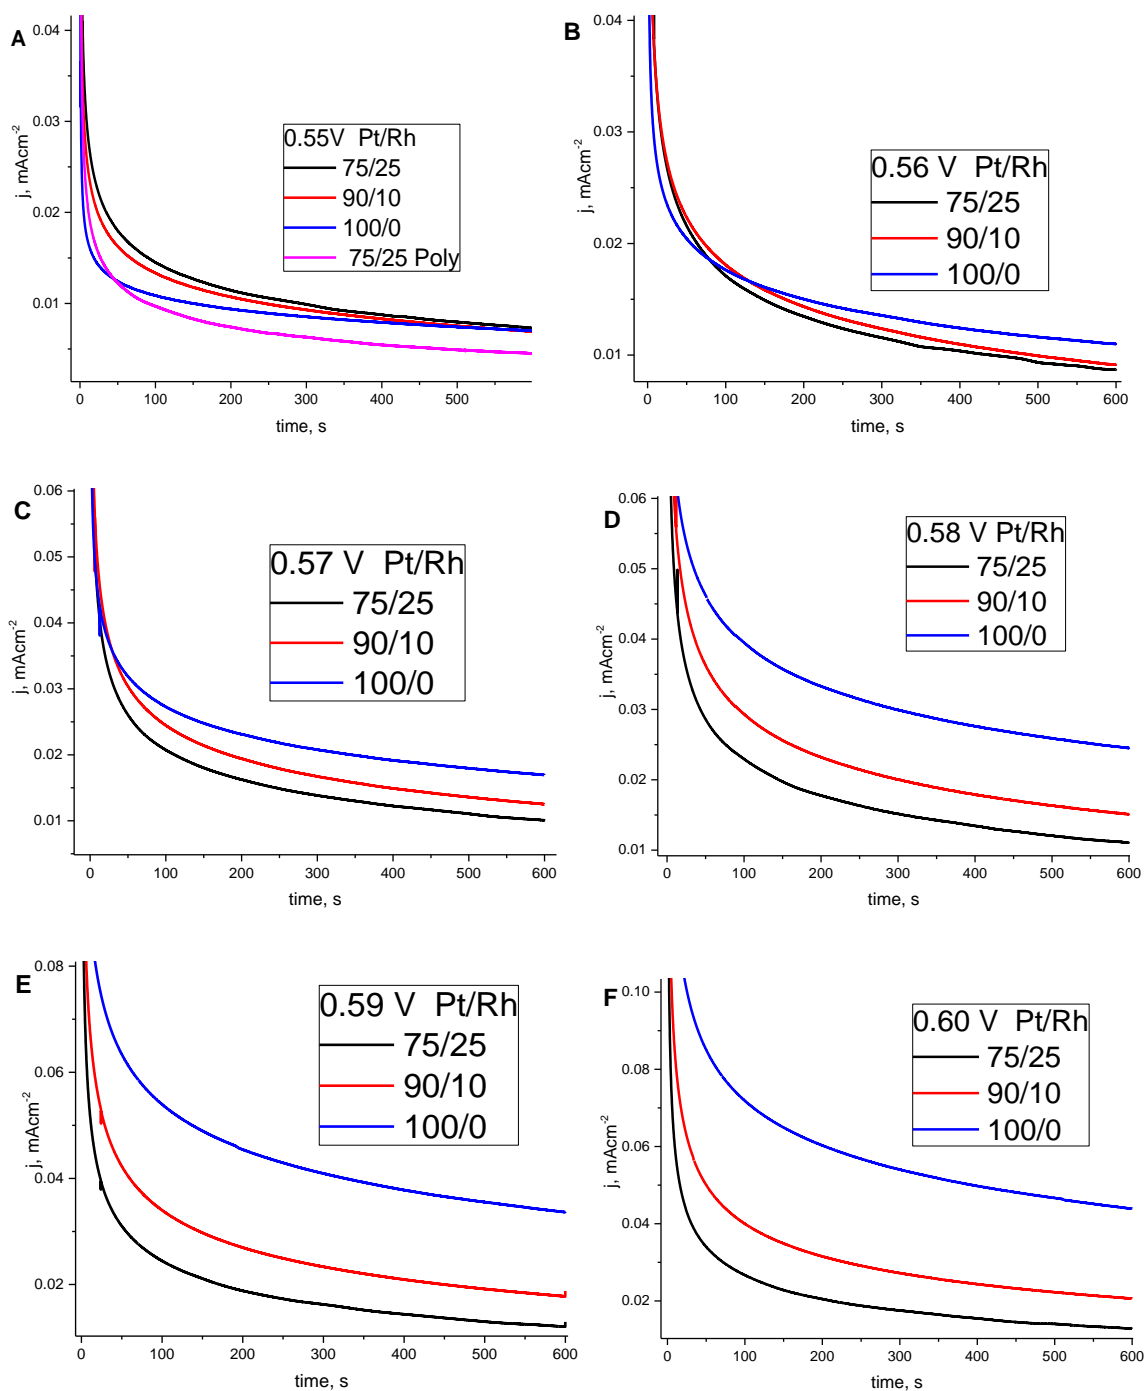 A
0.04
0.03
0.02
0.01
j, mAcm-2
0.55V Pt/Rh
75/25
90/10
100/0
75/25 Poly
0 100 200 300 400 500
time, s
B
0.04
0.03
0.02
0.01
j, mAcm-2
0.56 V Pt/Rh
75/25
90/10
100/0
0 100 200 300 400 500 600
time, s
C
0.06
0.05
0.04
0.03
0.02
0.01
j, mAcm-2
0.57 V Pt/Rh
75/25
90/10
100/0
0 100 200 300 400 500 600
time, s
D
0.06
0.05
0.04
0.03
0.02
0.01
j, mAcm-2
0.58 V Pt/Rh
75/25
90/10
100/0
0 100 200 300 400 500 600
time, s
E
0.08
0.06
0.04
0.02
j, mAcm-2
0.59 V Pt/Rh
75/25
90/10
100/0
0 100 200 300 400 500 600
time, s
F
0.10
0.08
0.06
0.04
0.02
j, mAcm-2
0.60 V Pt/Rh
75/25
90/10
100/0
0 100 200 300 400 500 600
time, s